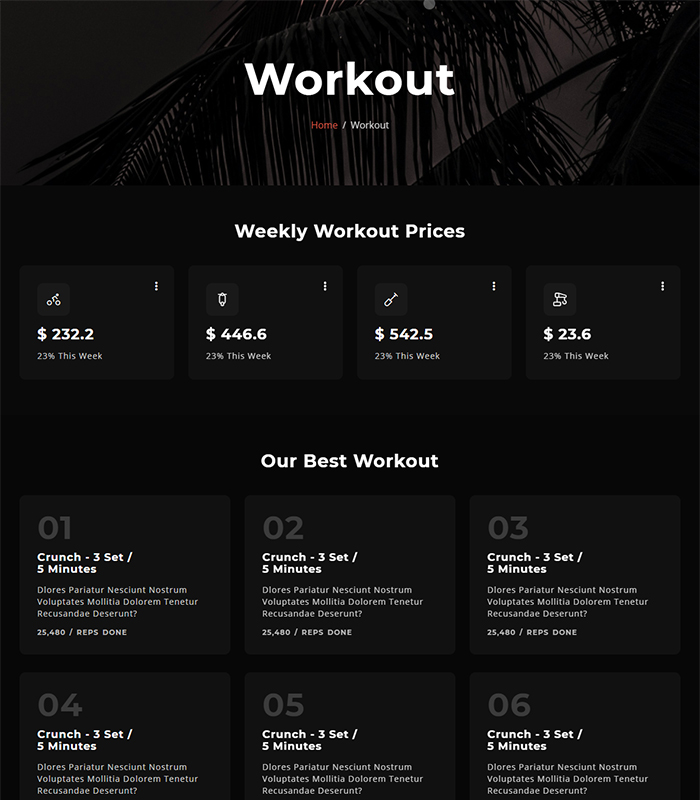 Workout
Home / Workout
Weekly Workout Prices
$ 232.2
23% This Week
$ 446.6
23% This Week
$ 542.5
23% This Week
$ 23.6
23% This Week
Our Best Workout
01
Crunch - 3 Set /
5 Minutes
Dlores Pariatur Nesciunt Nostrum
Voluptates Mollitia Dolorem Tenetur
Recusandae Deserunt?
25,480 / REPS DONE
02
Crunch - 3 Set /
5 Minutes
Dlores Pariatur Nesciunt Nostrum
Voluptates Mollitia Dolorem Tenetur
Recusandae Deserunt?
25,480 / REPS DONE
03
Crunch - 3 Set /
5 Minutes
Dlores Pariatur Nesciunt Nostrum
Voluptates Mollitia Dolorem Tenetur
Recusandae Deserunt?
25,480 / REPS DONE
04
Crunch - 3 Set /
5 Minutes
Dlores Pariatur Nesciunt Nostrum
Voluptates Mollitia Dolorem Tenetur
Recusandae Deserunt?
05
Crunch - 3 Set /
5 Minutes
Dlores Pariatur Nesciunt Nostrum
Voluptates Mollitia Dolorem Tenetur
Recusandae Deserunt?
06
Crunch - 3 Set /
5 Minutes
Dlores Pariatur Nesciunt Nostrum
Voluptates Mollitia Dolorem Tenetur
Recusandae Deserunt?